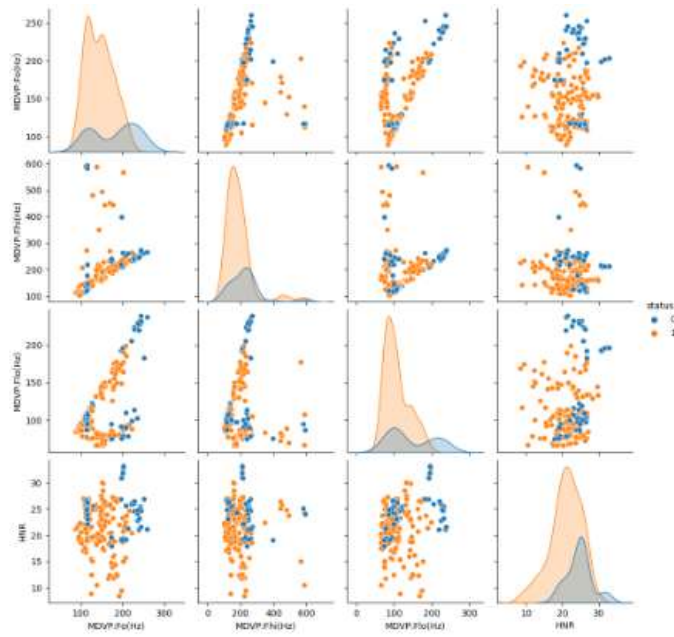 250
200
150
100
MDVP:Fo(Hz)
600
500
400
300
200
100
MDVP:Fhi(Hz)
status
0
1
200
150
100
MDVP:Flo(Hz)
30
25
20
15
10
HNR
100 200 300
0 200 400 600
0 100 200 300
10 20 30
MDVP:Fo(Hz) MDVP:Fhi(Hz) MDVP:Flo(Hz) HNR